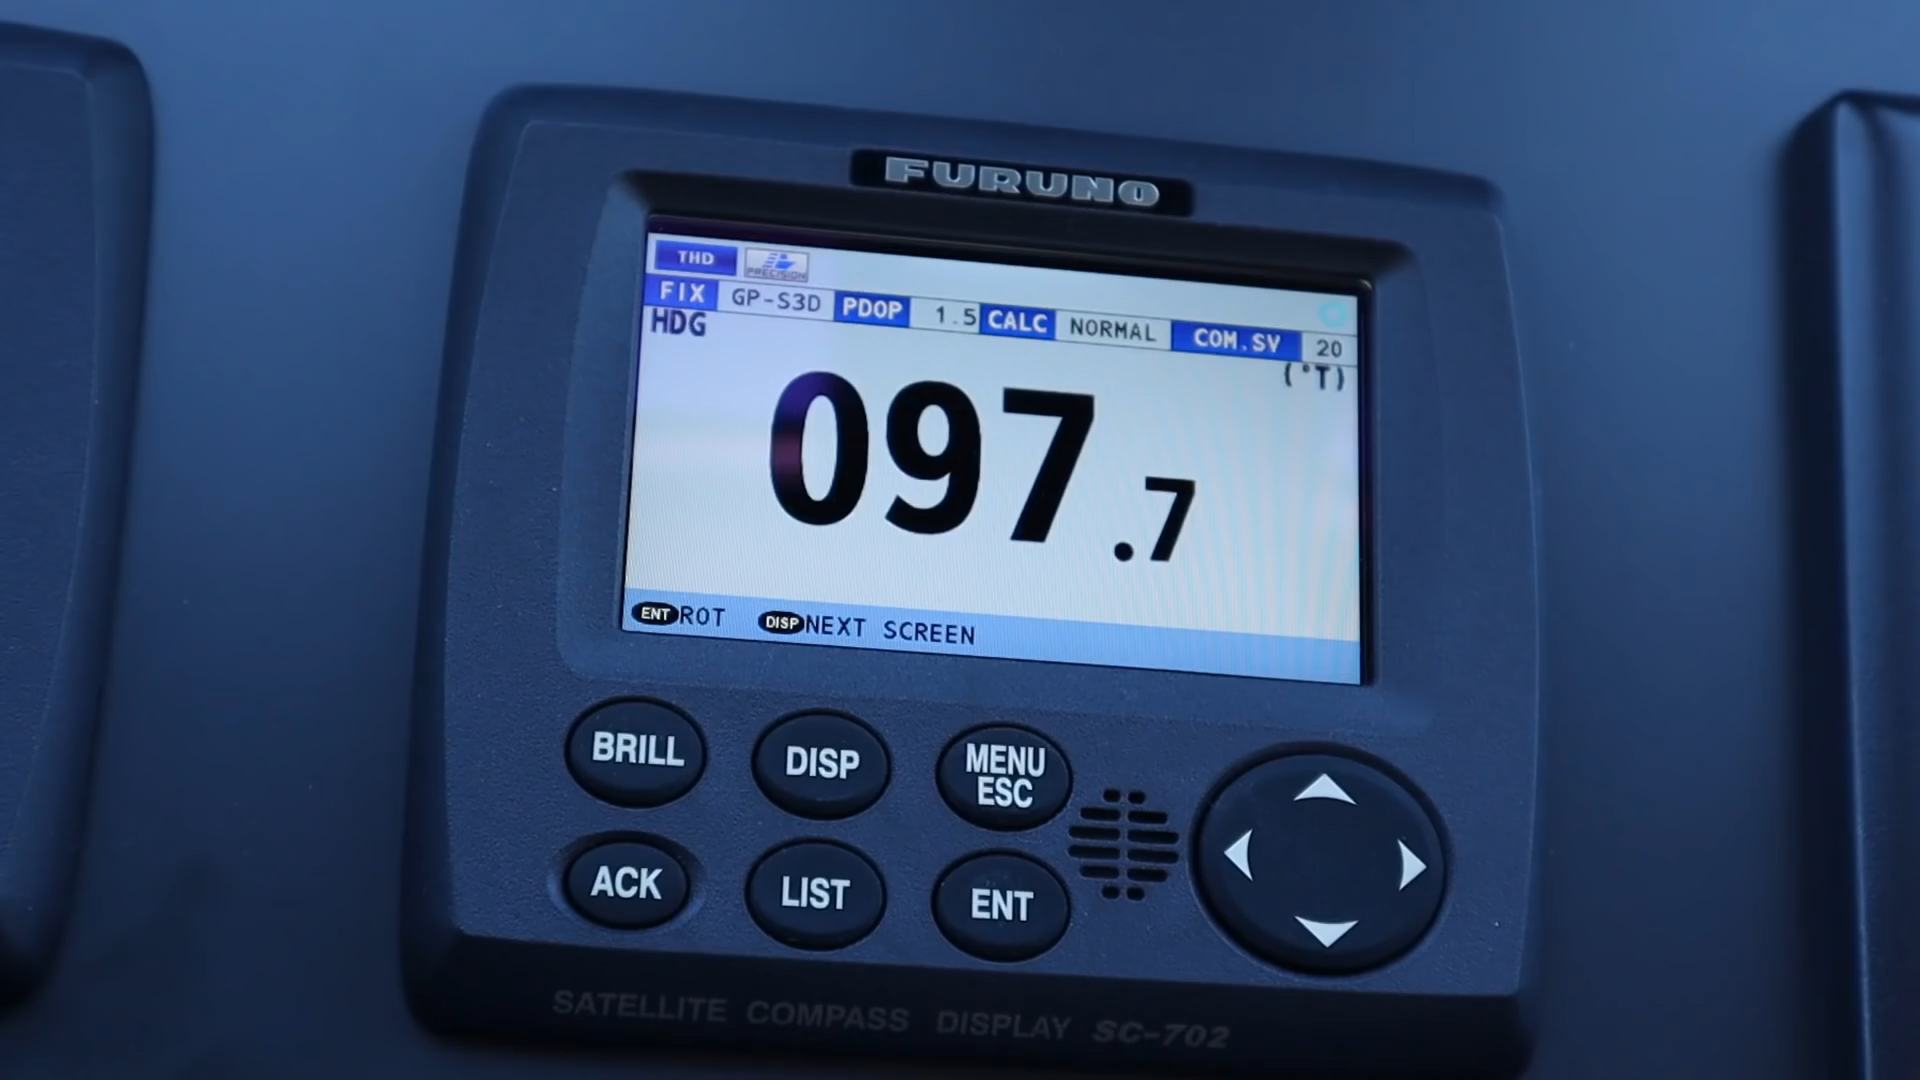 FURUNO
THD PRECISION
FIX GP-S3D PDOP 1.5 CALC NORMAL COM.SV 20
HDG (°T)
097.7
ENT ROT DISP NEXT SCREEN
BRILL DISP MENU
ESC
ACK LIST ENT
SATELLITE COMPASS DISPLAY SC-702